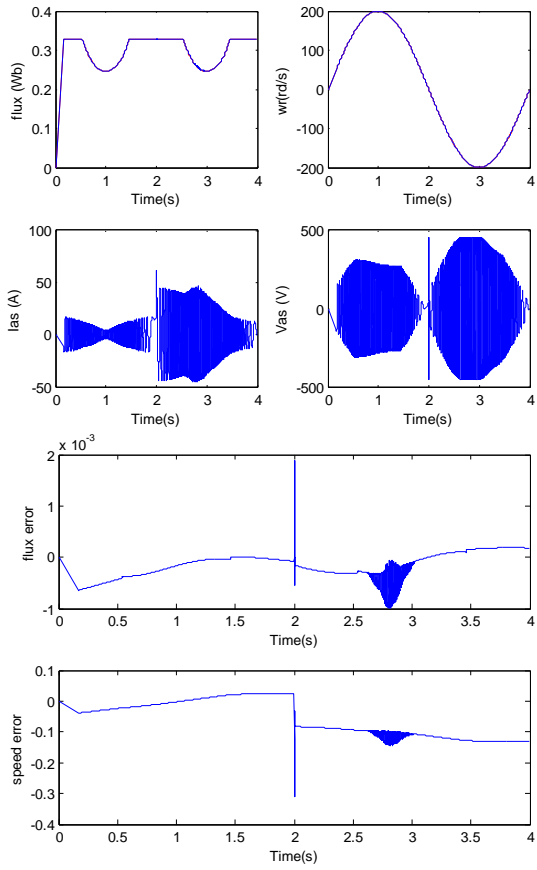 0.4
0.3
0.2
0.1
0
flux (Wb)
0 1 2 3 4
Time(s)
200
100
0
-100
-200
wr(rd/s)
0 1 2 3 4
Time(s)
100
50
0
-50
Ias (A)
0 1 2 3 4
Time(s)
500
0
-500
Vas (V)
0 1 2 3 4
Time(s)
x 10-3
2
1
0
-1
flux error
0 0.5 1 1.5 2 2.5 3 3.5 4
Time(s)
0.1
0
-0.1
-0.2
-0.3
-0.4
speed error
0 0.5 1 1.5 2 2.5 3 3.5 4
Time(s)